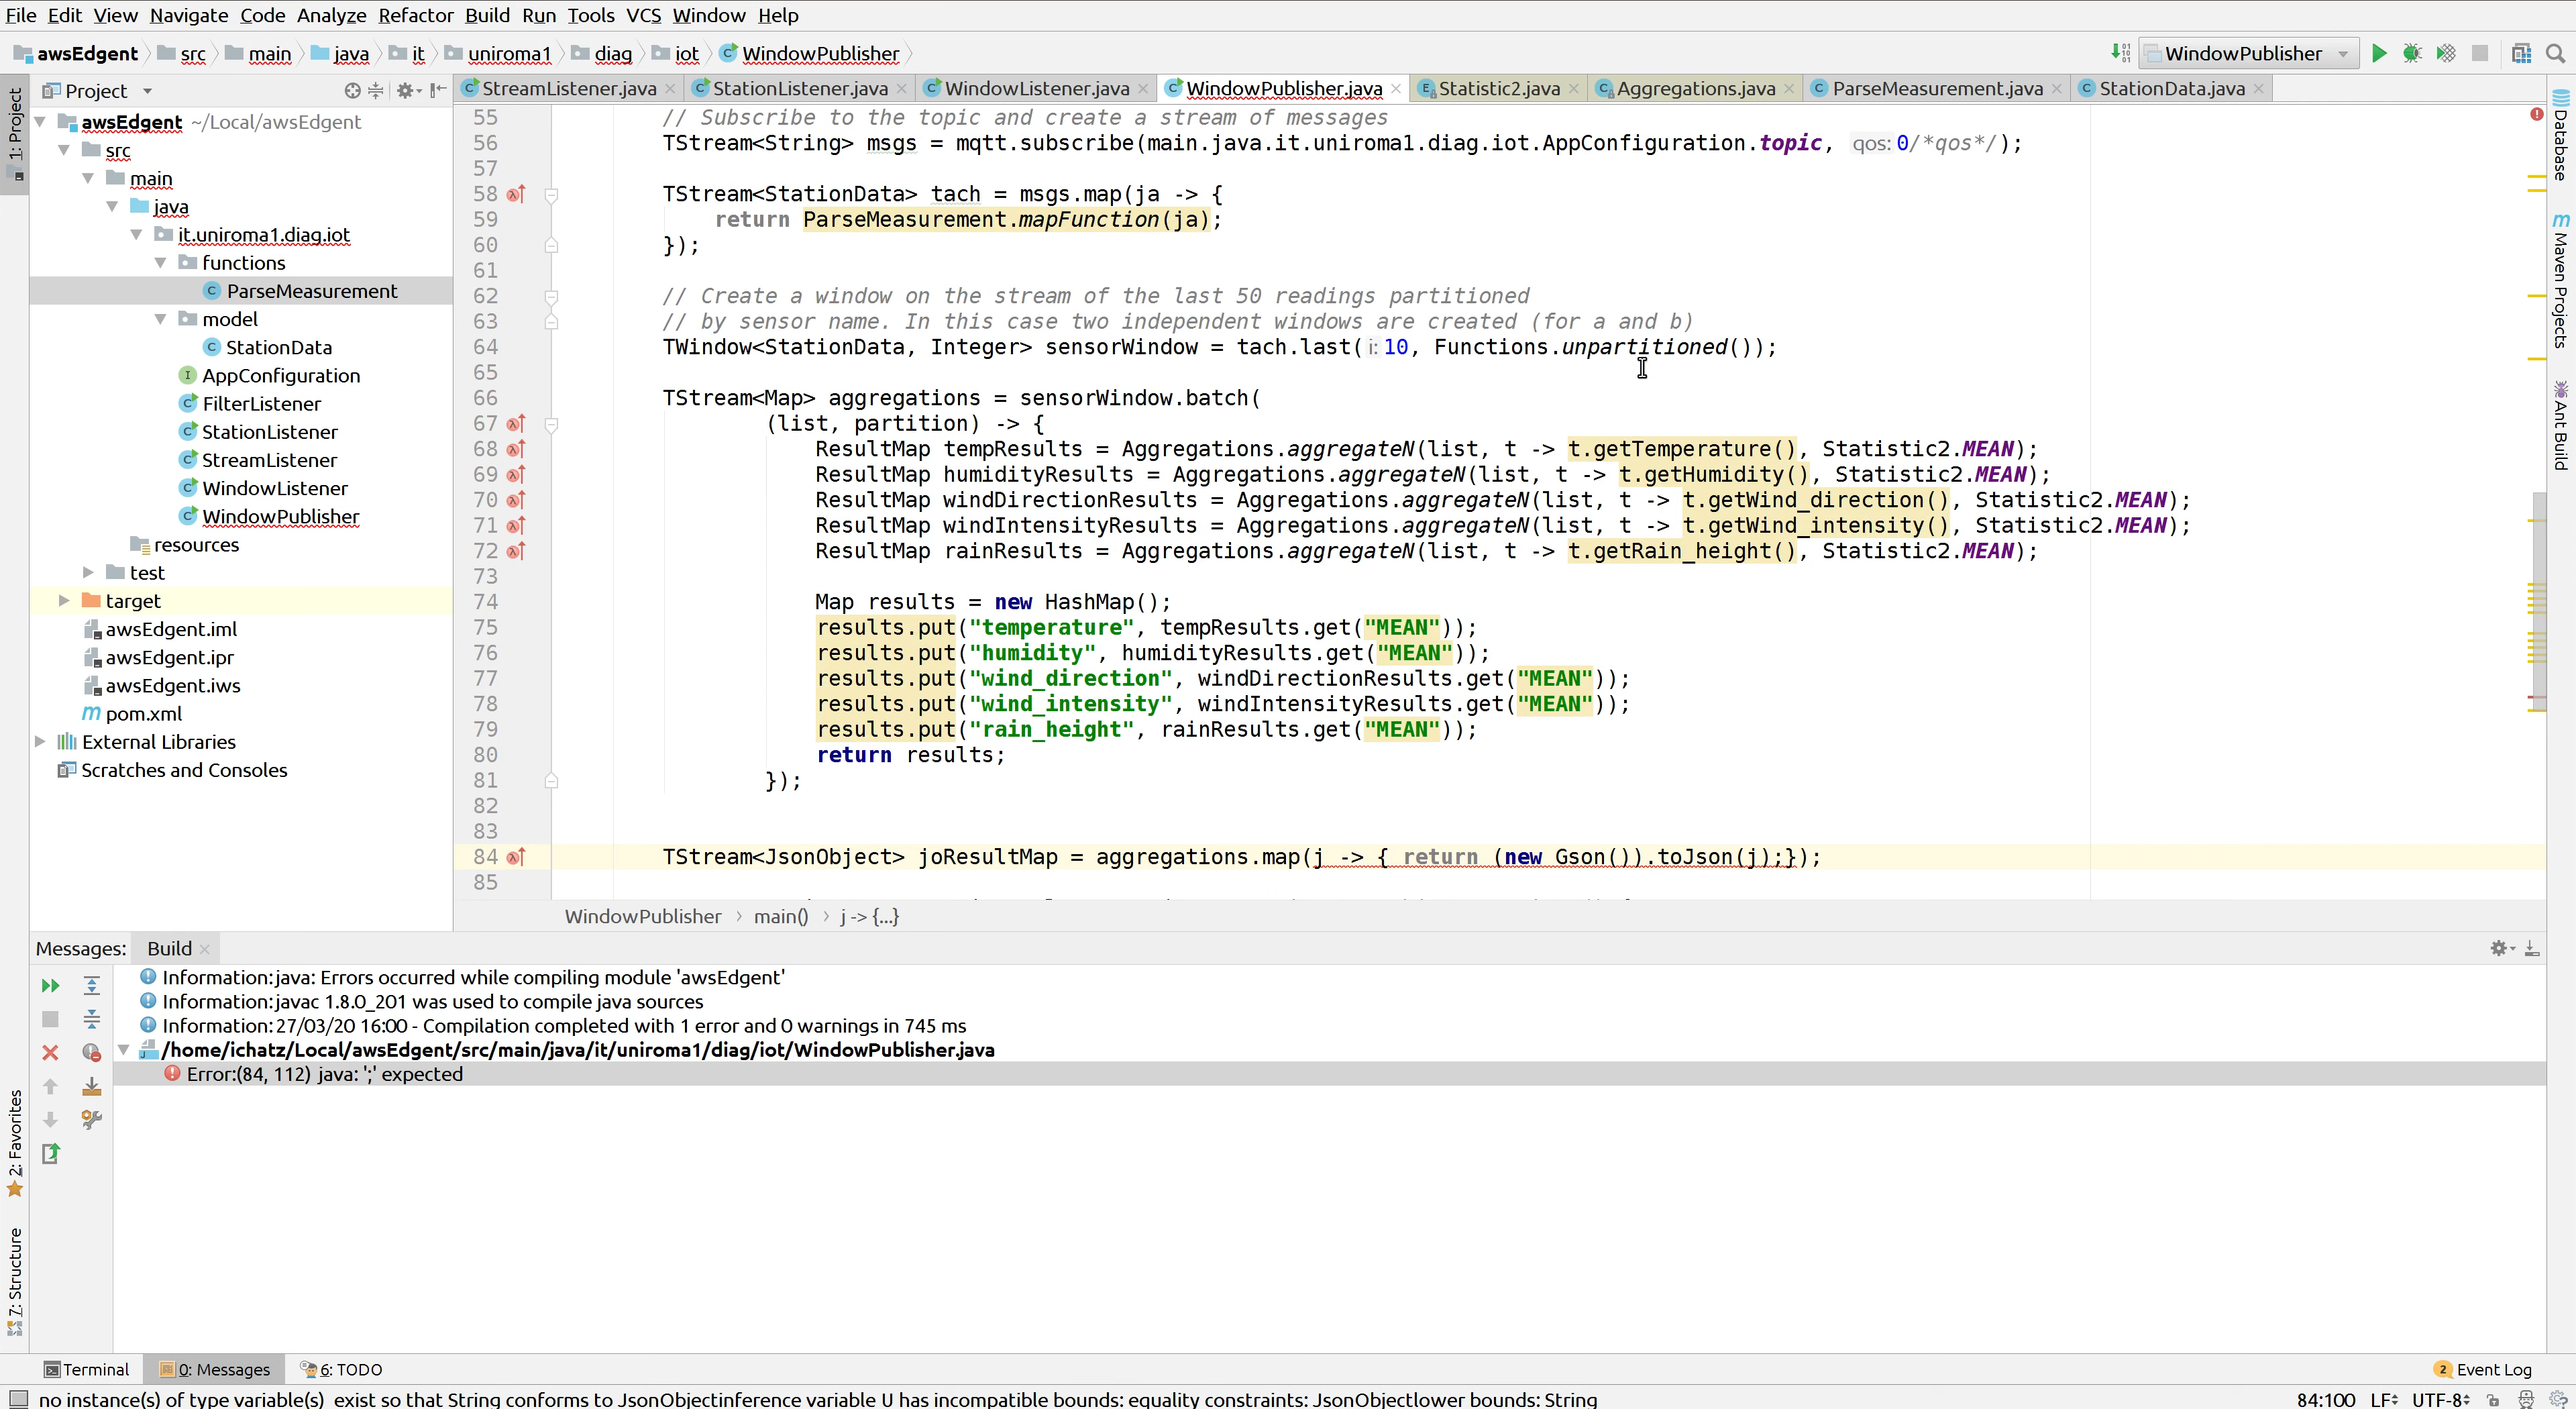 File Edit View Navigate Code Analyze Refactor Build Run Tools VCS Window Help
awsEdgent src main java it uniroma1 diag iot WindowPublisher
WindowPublisher
Project
StreamListener.java StationListener.java WindowListener.java WindowPublisher.java Statistic2.java Aggregations.java ParseMeasurement.java StationData.java
1: Project
2: Favorites
7: Structure
awsEdgent ~/Local/awsEdgent
src
main
java
it.uniroma1.diag.iot
functions
ParseMeasurement
model
StationData
AppConfiguration
FilterListener
StationListener
StreamListener
WindowListener
WindowPublisher
resources
test
target
awsEdgent.iml
awsEdgent.ipr
awsEdgent.iws
pom.xml
External Libraries
Scratches and Consoles
55 // Subscribe to the topic and create a stream of messages
56 TStream<String> msgs = mqtt.subscribe(main.java.it.uniroma1.diag.iot.AppConfiguration.topic, qos: 0/*qos*/);
57
58 TStream<StationData> tach = msgs.map(ja -> {
59 return ParseMeasurement.mapFunction(ja);
60 });
61
62 // Create a window on the stream of the last 50 readings partitioned
63 // by sensor name. In this case two independent windows are created (for a and b)
64 TWindow<StationData, Integer> sensorWindow = tach.last( i: 10, Functions.unpartitioned());
65
66 TStream<Map> aggregations = sensorWindow.batch(
67 (list, partition) -> {
68 ResultMap tempResults = Aggregations.aggregateN(list, t -> t.getTemperature(), Statistic2.MEAN);
69 ResultMap humidityResults = Aggregations.aggregateN(list, t -> t.getHumidity(), Statistic2.MEAN);
70 ResultMap windDirectionResults = Aggregations.aggregateN(list, t -> t.getWind_direction(), Statistic2.MEAN);
71 ResultMap windIntensityResults = Aggregations.aggregateN(list, t -> t.getWind_intensity(), Statistic2.MEAN);
72 ResultMap rainResults = Aggregations.aggregateN(list, t -> t.getRain_height(), Statistic2.MEAN);
73
74 Map results = new HashMap();
75 results.put("temperature", tempResults.get("MEAN"));
76 results.put("humidity", humidityResults.get("MEAN"));
77 results.put("wind_direction", windDirectionResults.get("MEAN"));
78 results.put("wind_intensity", windIntensityResults.get("MEAN"));
79 results.put("rain_height", rainResults.get("MEAN"));
80 return results;
81 });
82
83
84 TStream<JsonObject> joResultMap = aggregations.map(j -> { return (new Gson()).toJson(j);});
85
WindowPublisher › main() › j -> {...}
Database
Maven Projects
Ant Build
Messages: Build
Information:java: Errors occurred while compiling module 'awsEdgent'
Information:javac 1.8.0_201 was used to compile java sources
Information:27/03/20 16:00 - Compilation completed with 1 error and 0 warnings in 745 ms
/home/ichatz/Local/awsEdgent/src/main/java/it/uniroma1/diag/iot/WindowPublisher.java
Error:(84, 112) java: ';' expected
Terminal 0: Messages 6: TODO
2 Event Log
no instance(s) of type variable(s) exist so that String conforms to JsonObjectinference variable U has incompatible bounds: equality constraints: JsonObjectlower bounds: String
84:100 LF UTF-8